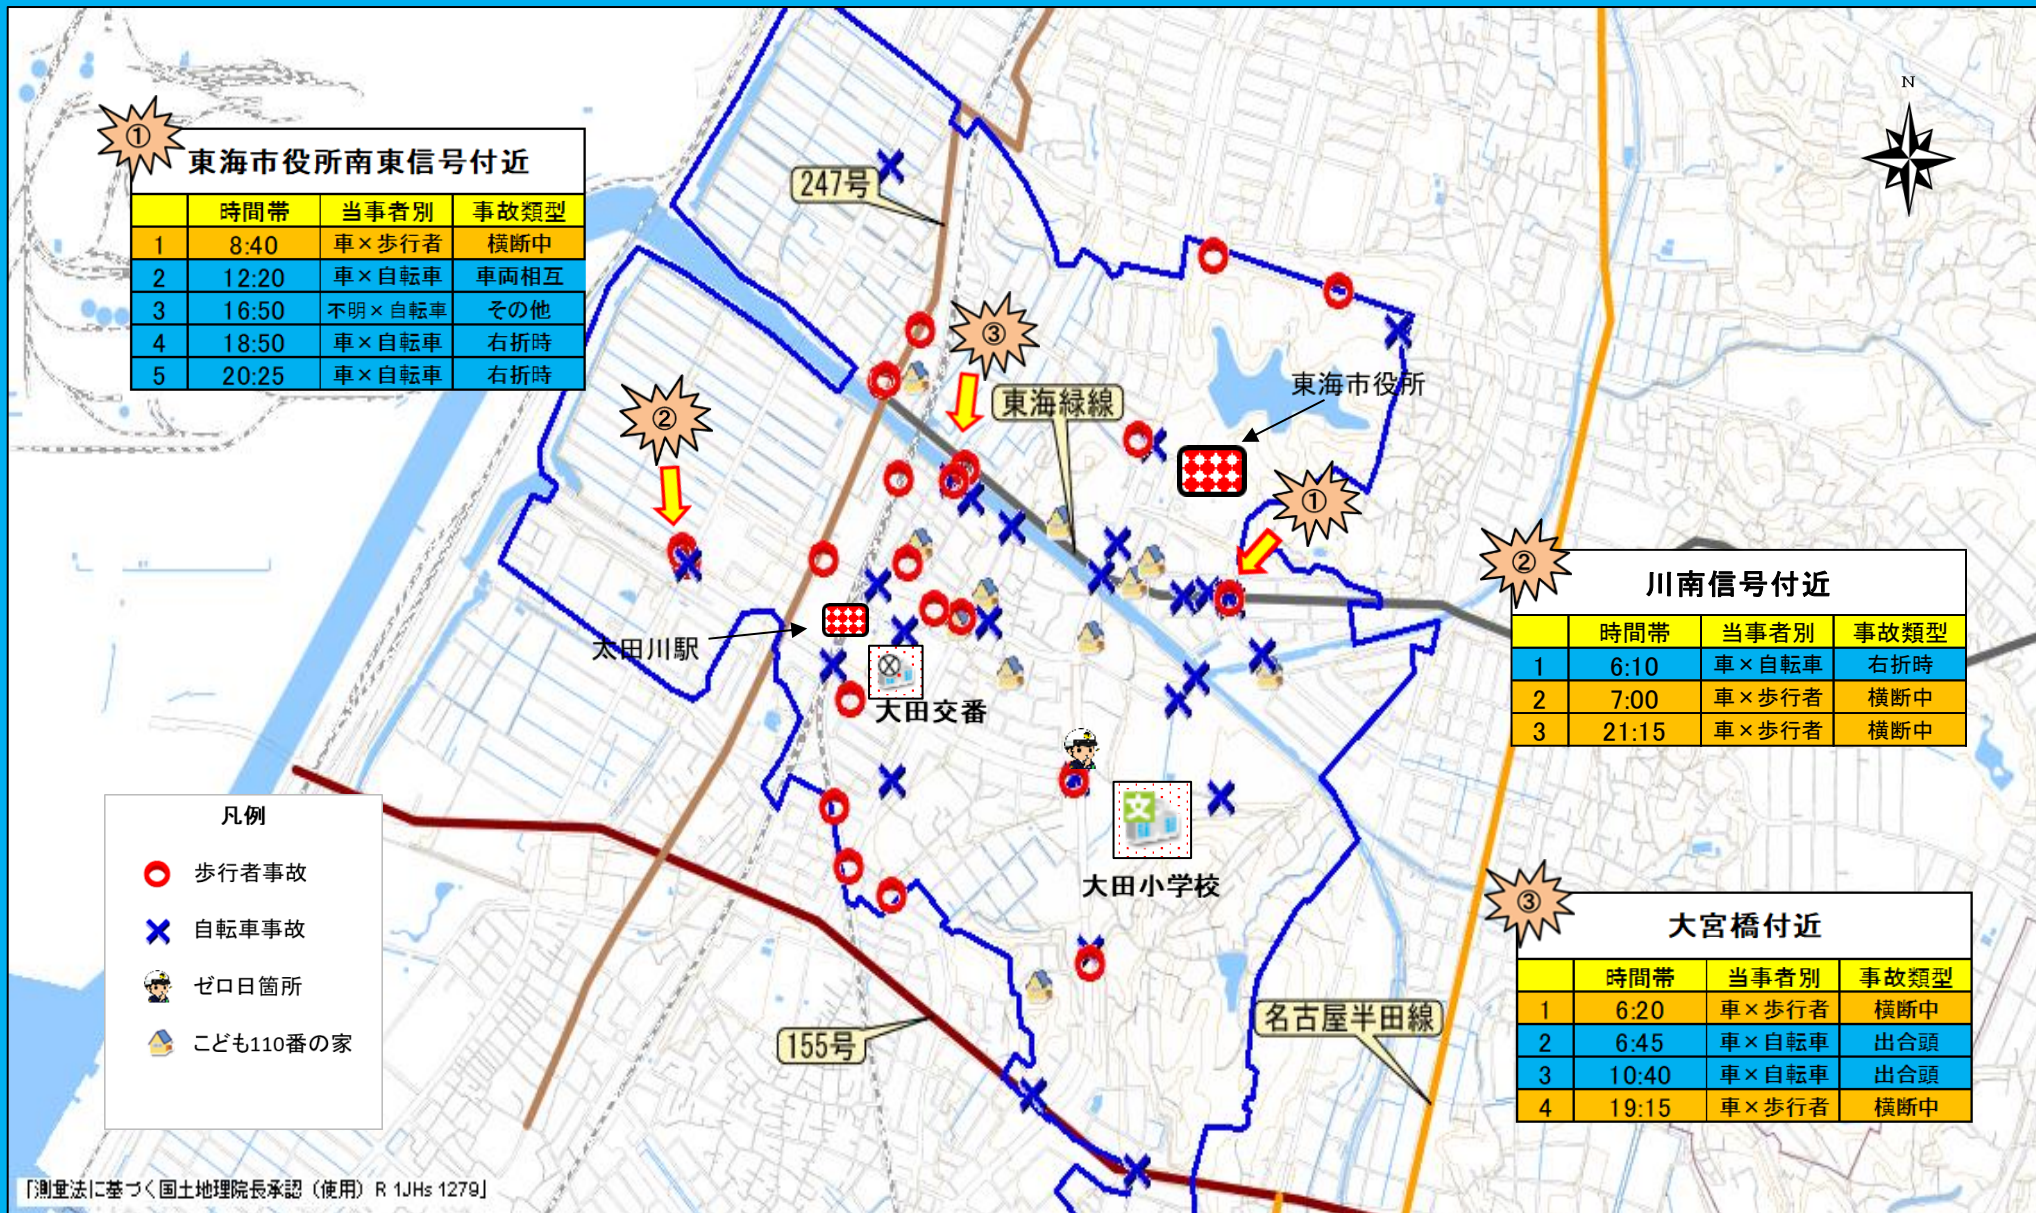 N
①
東海市役所南東信号付近
時間帯 当事者別 事故類型
1 8:40 車×歩行者 横断中
2 12:20 車×自転車 車両相互
3 16:50 不明×自転車 その他
4 18:50 車×自転車 右折時
5 20:25 車×自転車 右折時
247号
③
東海緑線
東海市役所
②
①
太田川駅
大田交番
文
大田小学校
②
川南信号付近
時間帯 当事者別 事故類型
1 6:10 車×自転車 右折時
2 7:00 車×歩行者 横断中
3 21:15 車×歩行者 横断中
凡例
歩行者事故
自転車事故
ゼロ日箇所
こども110番の家
155号
名古屋半田線
③
大宮橋付近
時間帯 当事者別 事故類型
1 6:20 車×歩行者 横断中
2 6:45 車×自転車 出合頭
3 10:40 車×自転車 出合頭
4 19:15 車×歩行者 横断中
「測量法に基づく国土地理院長承認（使用）R 1JHs 1279」